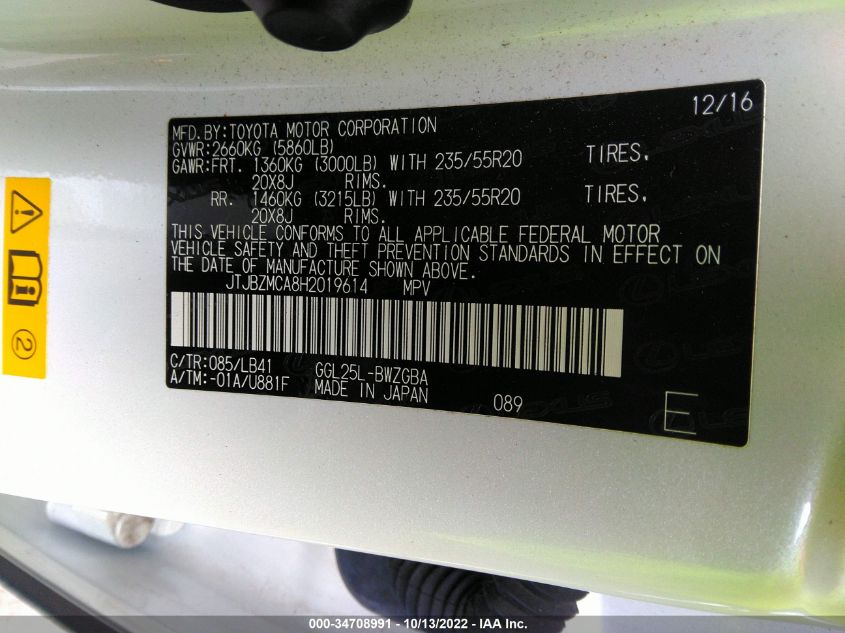 12/16
MFD.BY:TOYOTA MOTOR CORPORATION
GVWR:2660KG (5860LB)
GAWR:FRT. 1360KG (3000LB) WITH 235/55R20 TIRES,
20X8J RIMS.
RR. 1460KG (3215LB) WITH 235/55R20 TIRES,
20X8J RIMS.
THIS VEHICLE CONFORMS TO ALL APPLICABLE FEDERAL MOTOR
VEHICLE SAFETY AND THEFT PREVENTION STANDARDS IN EFFECT ON
THE DATE OF MANUFACTURE SHOWN ABOVE.
JTJBZMCA8H2019614 MPV
C/TR:085/LB41 GGL25L-BWZGBA
A/TM:-01A/U881F MADE IN JAPAN
089
E
2
000-34708991 - 10/13/2022 - IAA Inc.